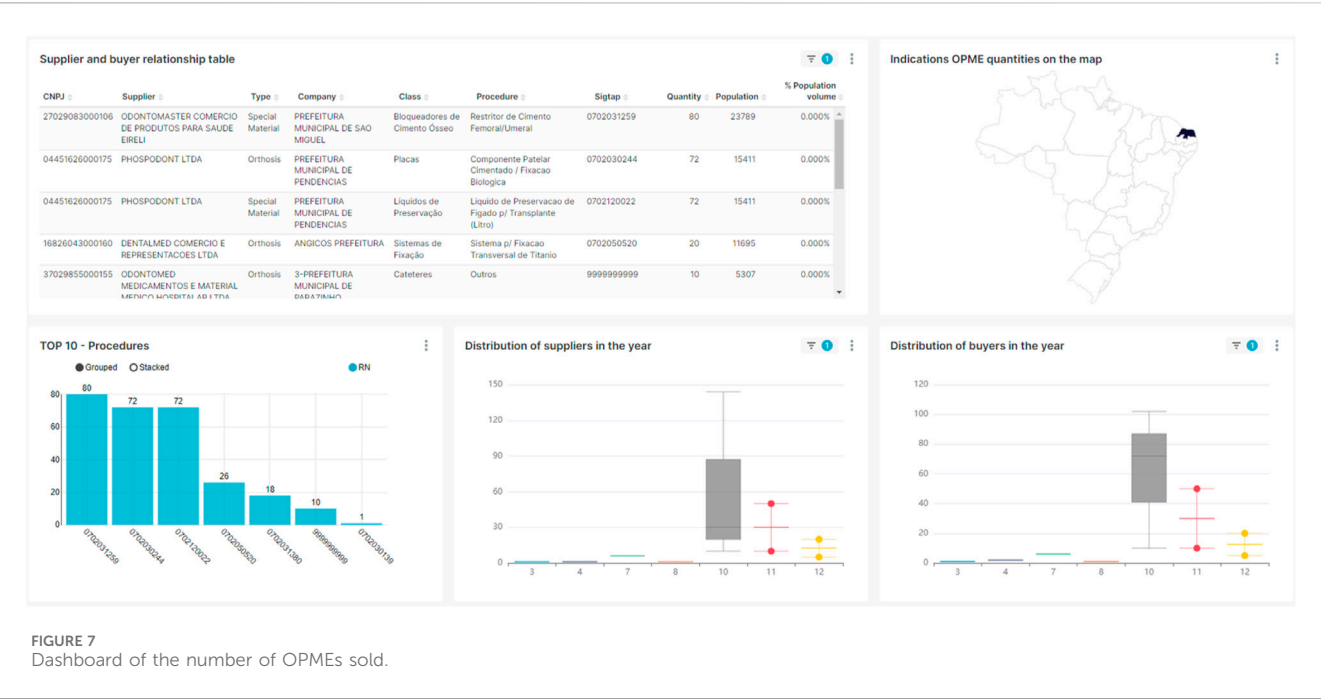 Supplier and buyer relationship table
1
CNPJ Supplier Type Company Class Procedure Sigtap Quantity Population % Population volume
27029083000106 ODONTOMASTER COMERCIO DE PRODUTOS PARA SAUDE EIRELI Special Material PREFEITURA MUNICIPAL DE SAO MIGUEL Bloqueadores de Cimento Ósseo Restritor de Cimento Femoral/Umeral 0702031259 80 23789 0.000%
04451626000175 PHOSPODONT LTDA Orthosis PREFEITURA MUNICIPAL DE PENDENCIAS Placas Componente Patelar Cimentado / Fixacao Biologica 0702030244 72 15411 0.000%
04451626000175 PHOSPODONT LTDA Special Material PREFEITURA MUNICIPAL DE PENDENCIAS Líquidos de Preservação Liquido de Preservacao de Figado p/ Transplante (Litro) 0702120022 72 15411 0.000%
16826043000160 DENTALMED COMERCIO E REPRESENTACOES LTDA Orthosis ANGICOS PREFEITURA Sistemas de Fixação Sistema p/ Fixacao Transversal de Titanio 0702050520 20 11695 0.000%
37029855000155 ODONTOMED MEDICAMENTOS E MATERIAL MEDICO HOSPITALAR LTDA Orthosis 3-PREFEITURA MUNICIPAL DE PARAZINHO Cateteres Outros 9999999999 10 5307 0.000%
Indications OPME quantities on the map
TOP 10 - Procedures
Grouped Stacked RN
80
60
40
20
0
80
72
72
26
18
10
1
0702031259
0702030244
0702120022
0702050520
0702031380
9999999999
0702030139
Distribution of suppliers in the year
1
150
120
90
60
30
0
3 4 7 8 10 11 12
Distribution of buyers in the year
1
120
100
80
60
40
20
0
3 4 7 8 10 11 12
FIGURE 7
Dashboard of the number of OPMEs sold.